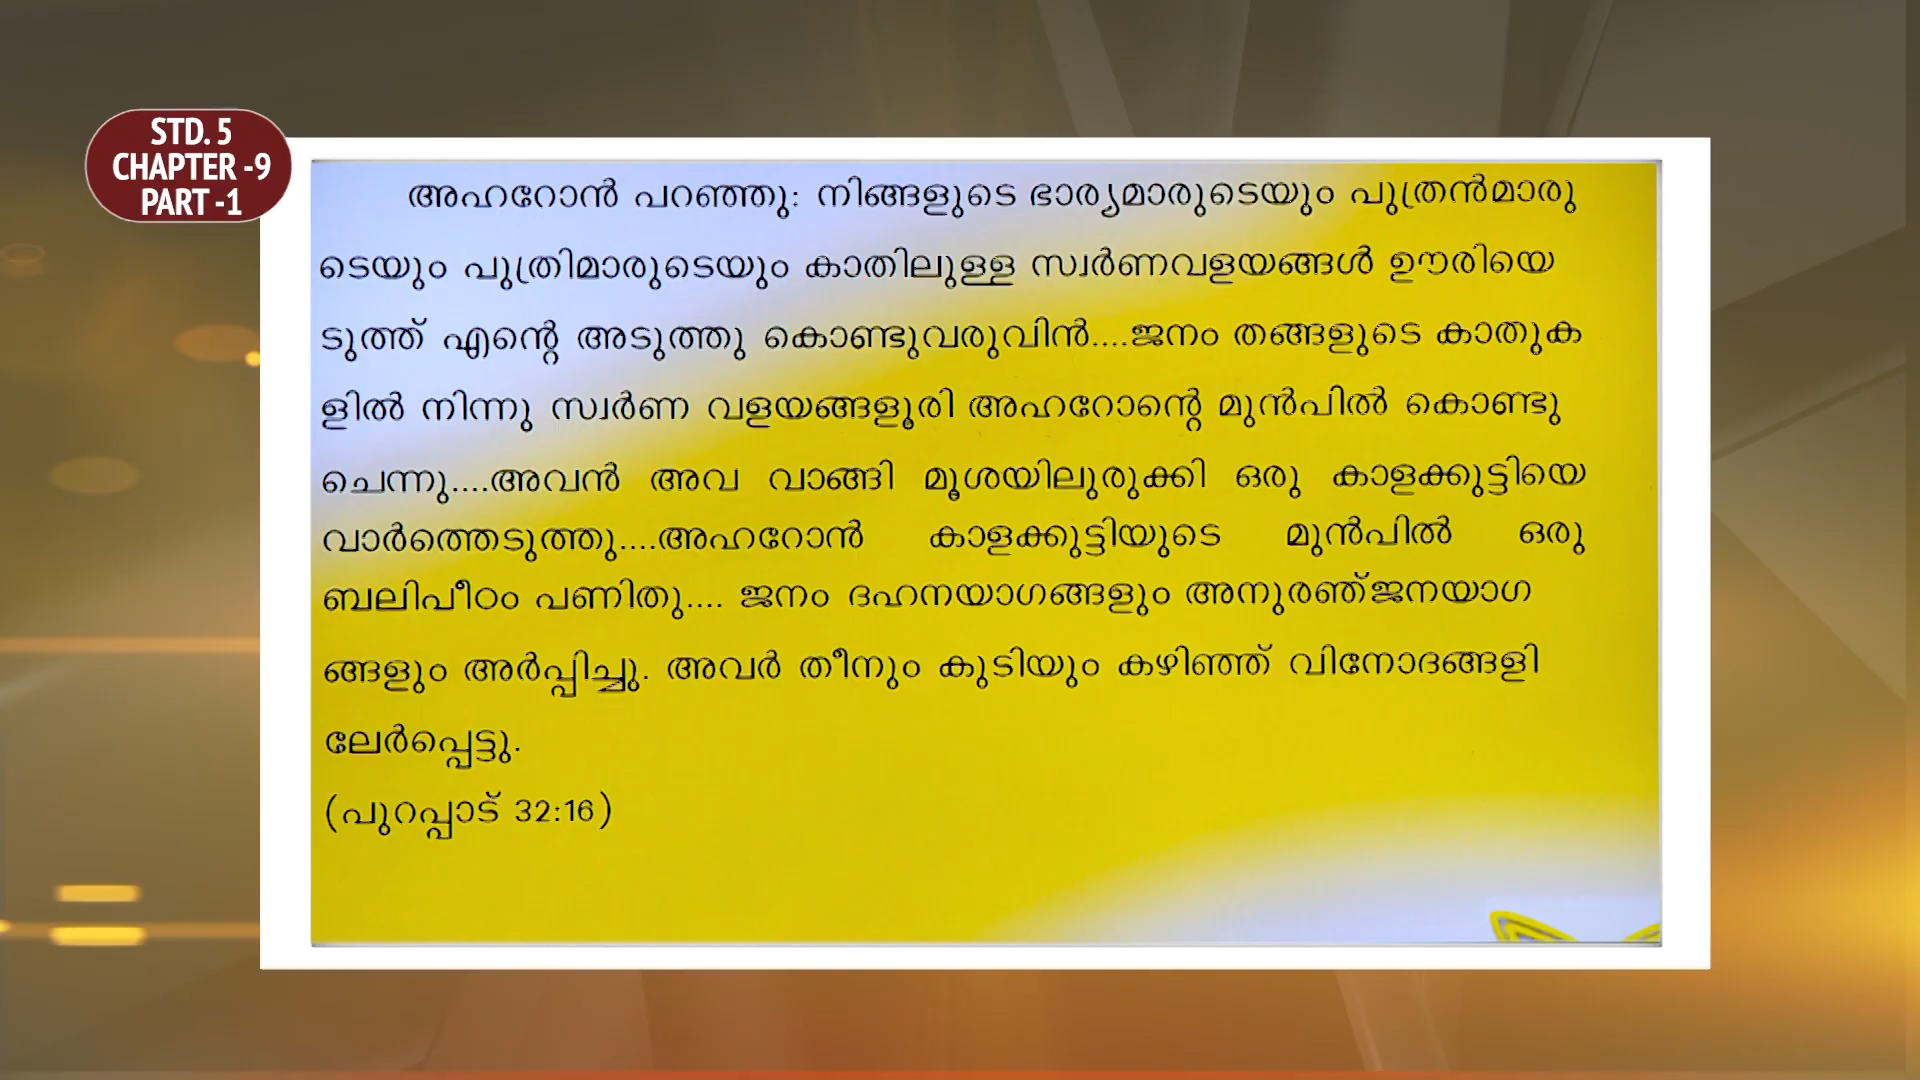 STD. 5
CHAPTER -9
PART -1
അഹറോൻ പറഞ്ഞു: നിങ്ങളുടെ ഭാര്യമാരുടെയും പുത്രൻമാരു
ടെയും പുത്രിമാരുടെയും കാതിലുള്ള സ്വർണവളയങ്ങൾ ഊരിയെ
ടുത്ത് എന്റെ അടുത്തു കൊണ്ടുവരുവിൻ....ജനം തങ്ങളുടെ കാതുക
ളിൽ നിന്നു സ്വർണ വളയങ്ങളൂരി അഹറോന്റെ മുൻപിൽ കൊണ്ടു
ചെന്നു....അവൻ അവ വാങ്ങി മൂശയിലുരുക്കി ഒരു കാളക്കുട്ടിയെ
വാർത്തെടുത്തു....അഹറോൻ കാളക്കുട്ടിയുടെ മുൻപിൽ ഒരു
ബലിപീഠം പണിതു.... ജനം ദഹനയാഗങ്ങളും അനുരഞ്ജനയാഗ
ങ്ങളും അർപ്പിച്ചു. അവർ തീനും കുടിയും കഴിഞ്ഞ് വിനോദങ്ങളി
ലേർപ്പെട്ടു.
(പുറപ്പാട് 32:16)